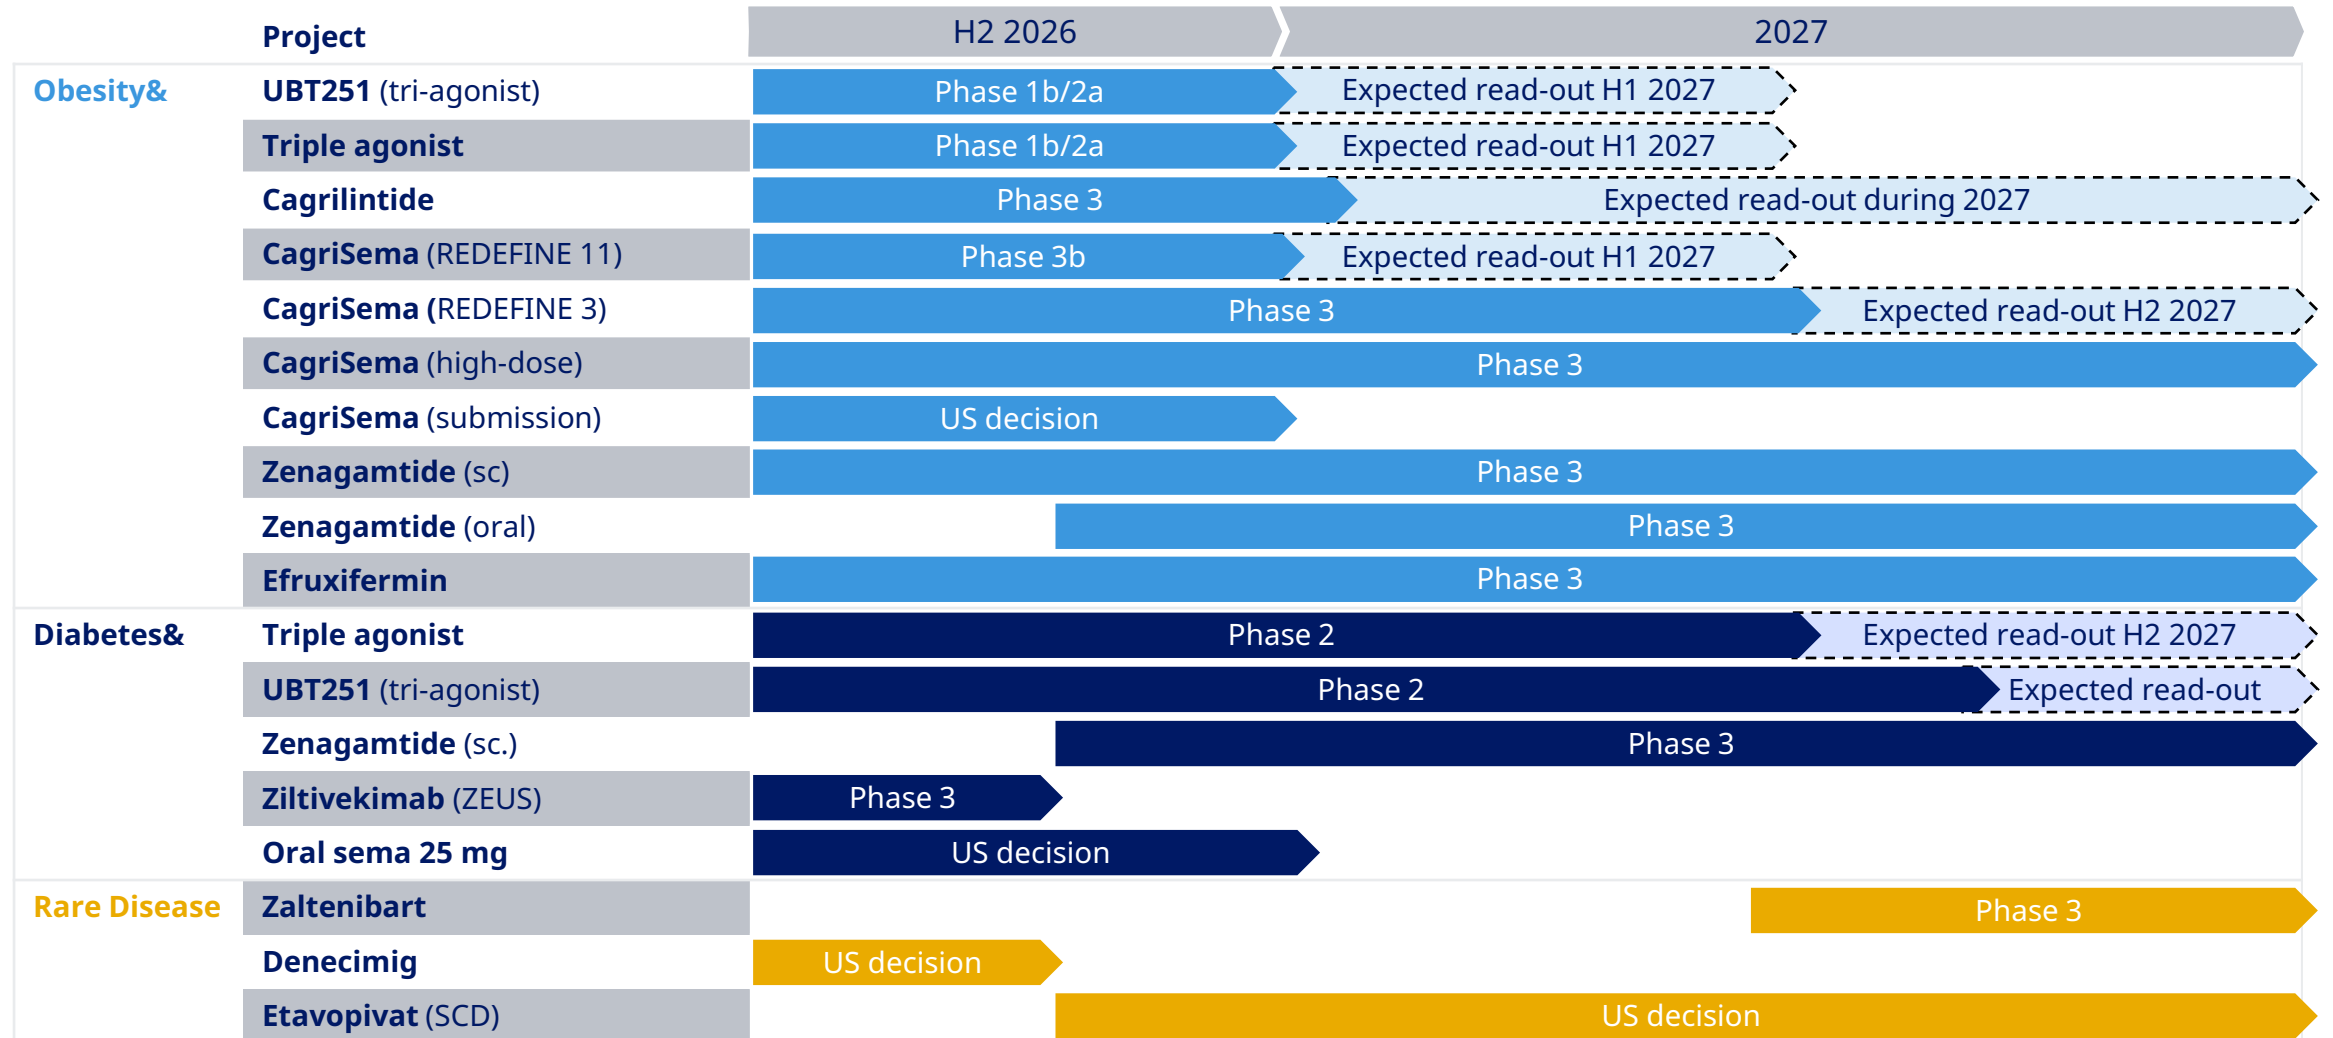 Project H2 2026 2027
Obesity& UBT251 (tri-agonist) Phase 1b/2a Expected read-out H1 2027
Triple agonist Phase 1b/2a Expected read-out H1 2027
Cagrilintide Phase 3 Expected read-out during 2027
CagriSema (REDEFINE 11) Phase 3b Expected read-out H1 2027
CagriSema (REDEFINE 3) Phase 3 Expected read-out H2 2027
CagriSema (high-dose) Phase 3
CagriSema (submission) US decision
Zenagamtide (sc) Phase 3
Zenagamtide (oral) Phase 3
Efruxifermin Phase 3
Diabetes& Triple agonist Phase 2 Expected read-out H2 2027
UBT251 (tri-agonist) Phase 2 Expected read-out
Zenagamtide (sc.) Phase 3
Ziltivekimab (ZEUS) Phase 3
Oral sema 25 mg US decision
Rare Disease Zaltenibart Phase 3
Denecimig US decision
Etavopivat (SCD) US decision